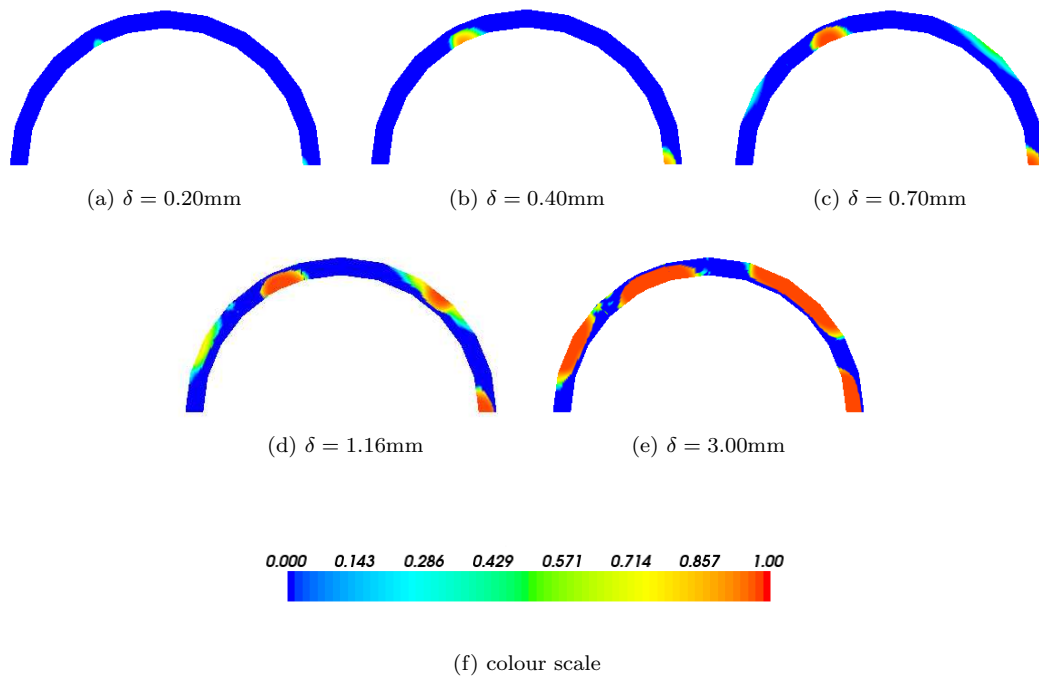 (a) δ = 0.20mm
(b) δ = 0.40mm
(c) δ = 0.70mm
(d) δ = 1.16mm
(e) δ = 3.00mm
0.000 0.143 0.286 0.429 0.571 0.714 0.857 1.00
(f) colour scale